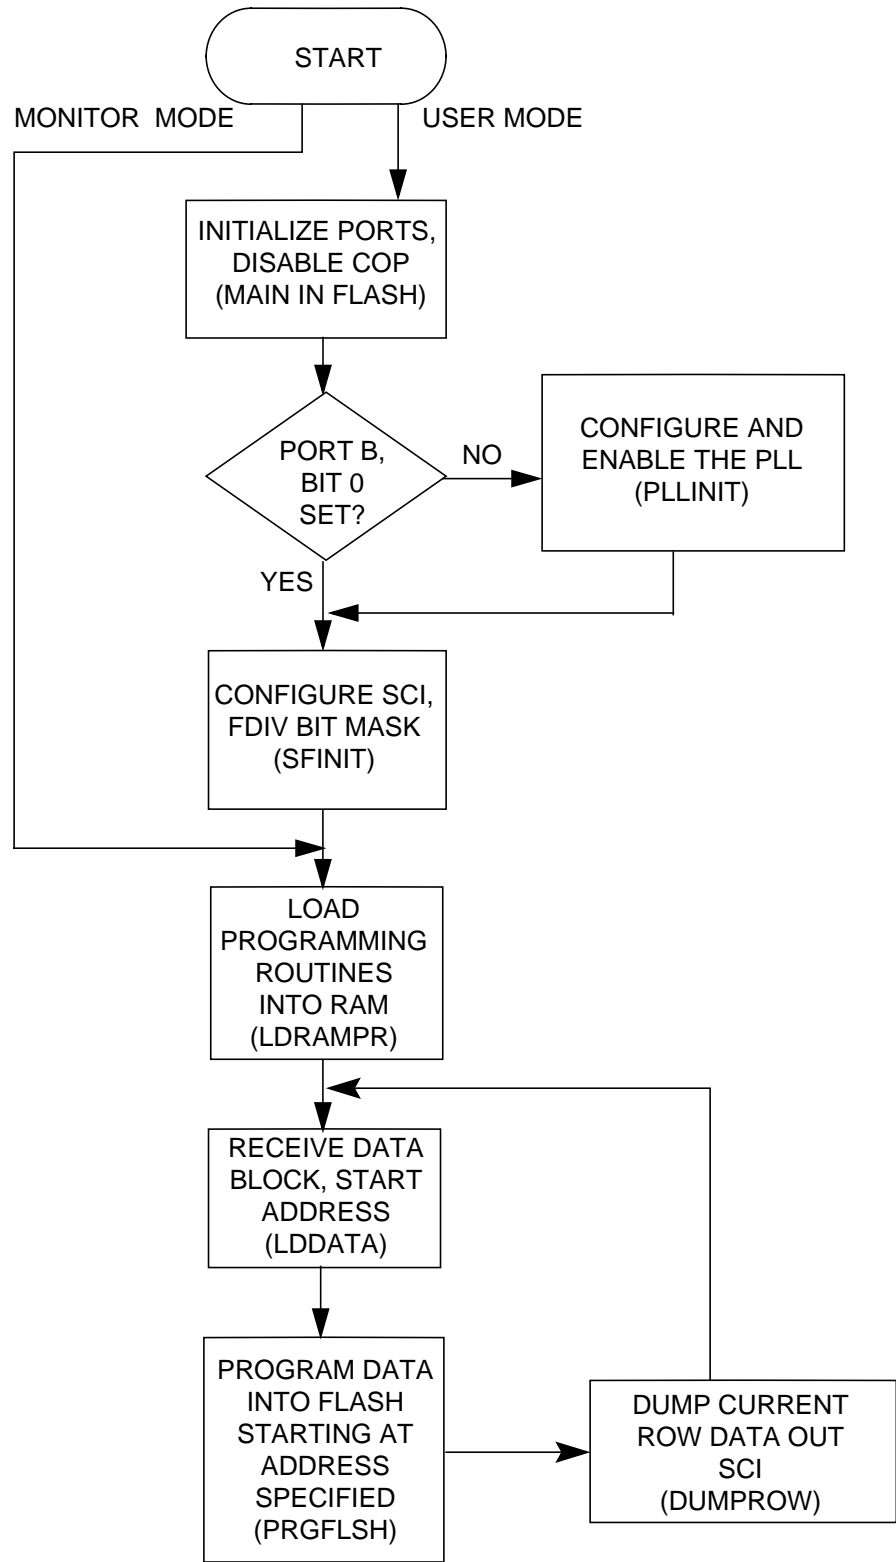 START
MONITOR MODE
USER MODE
INITIALIZE PORTS,
DISABLE COP
(MAIN IN FLASH)
PORT B,
BIT 0
SET?
NO
CONFIGURE AND
ENABLE THE PLL
(PLLINIT)
YES
CONFIGURE SCI,
FDIV BIT MASK
(SFINIT)
LOAD
PROGRAMMING
ROUTINES
INTO RAM
(LDRAMPR)
RECEIVE DATA
BLOCK, START
ADDRESS
(LDDATA)
PROGRAM DATA
INTO FLASH
STARTING AT
ADDRESS
SPECIFIED
(PRGFLSH)
DUMP CURRENT
ROW DATA OUT
SCI
(DUMPROW)